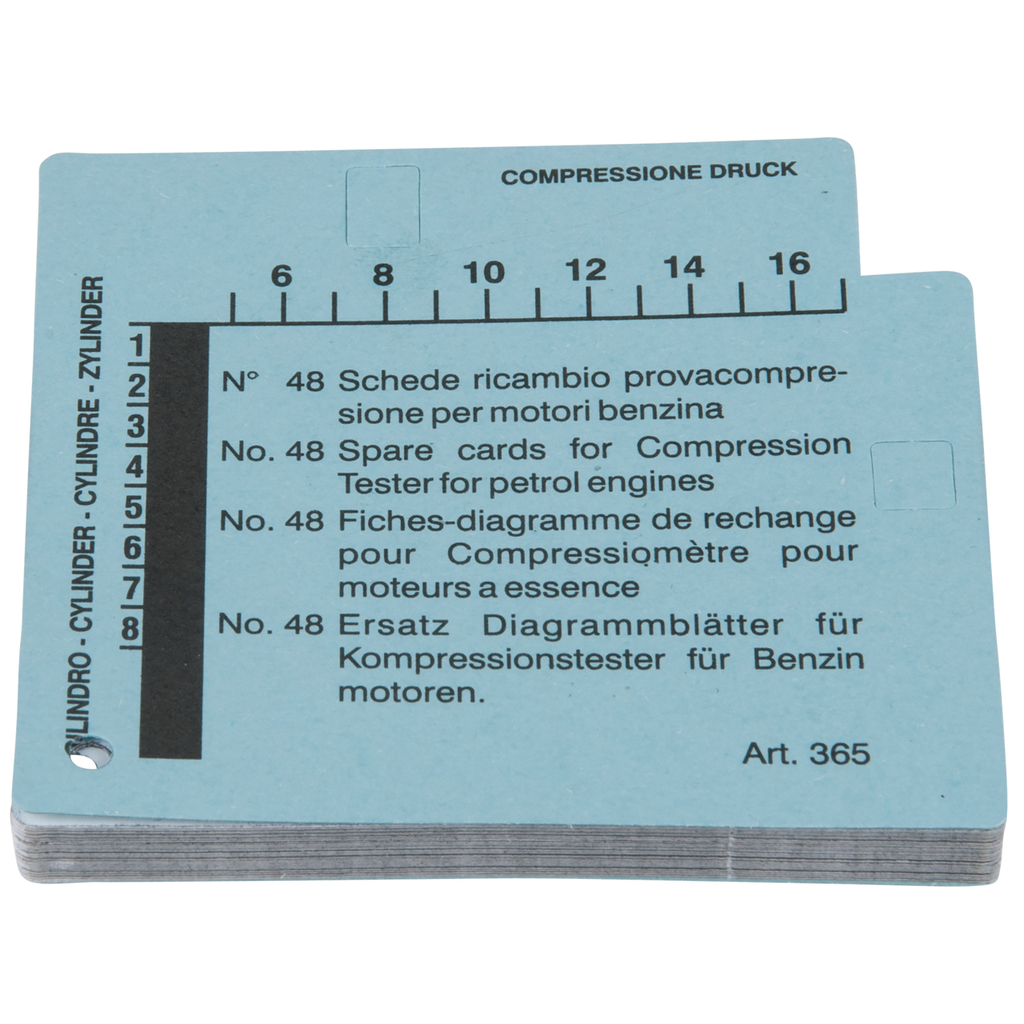 COMPRESSIONE DRUCK
6 8 10 12 14 16
CILINDRO - CYLINDER - CYLINDRE - ZYLINDER
1
2
3
4
5
6
7
8
N° 48 Schede ricambio provacompre-
sione per motori benzina
No. 48 Spare cards for Compression
Tester for petrol engines
No. 48 Fiches-diagramme de rechange
pour Compressiomètre pour
moteurs a essence
No. 48 Ersatz Diagrammblätter für
Kompressionstester für Benzin
motoren.
Art. 365